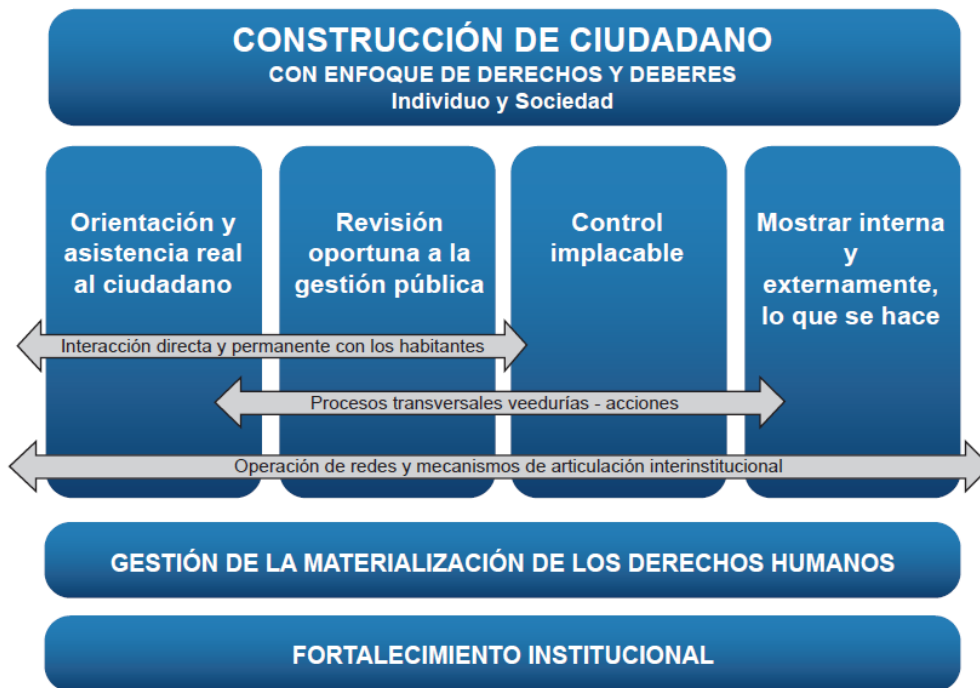 CONSTRUCCIÓN DE CIUDADANO
CON ENFOQUE DE DERECHOS Y DEBERES
Individuo y Sociedad
Orientación y
asistencia real
al ciudadano
Revisión
oportuna a la
gestión pública
Control
implacable
Mostrar interna
y
externamente,
lo que se hace
Interacción directa y permanente con los habitantes
Procesos transversales veedurías - acciones
Operación de redes y mecanismos de articulación interinstitucional
GESTIÓN DE LA MATERIALIZACIÓN DE LOS DERECHOS HUMANOS
FORTALECIMIENTO INSTITUCIONAL